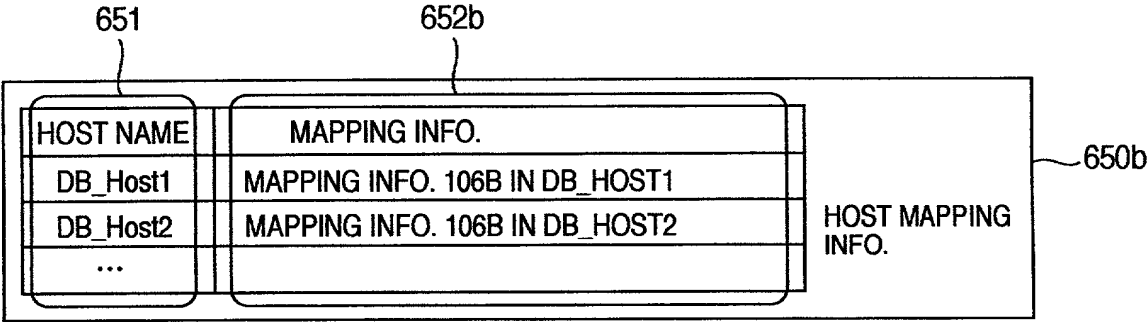 651
652b
HOST NAME
MAPPING INFO.
DB_Host1
MAPPING INFO. 106B IN DB_HOST1
DB_Host2
MAPPING INFO. 106B IN DB_HOST2
...
HOST MAPPING
INFO.
650b